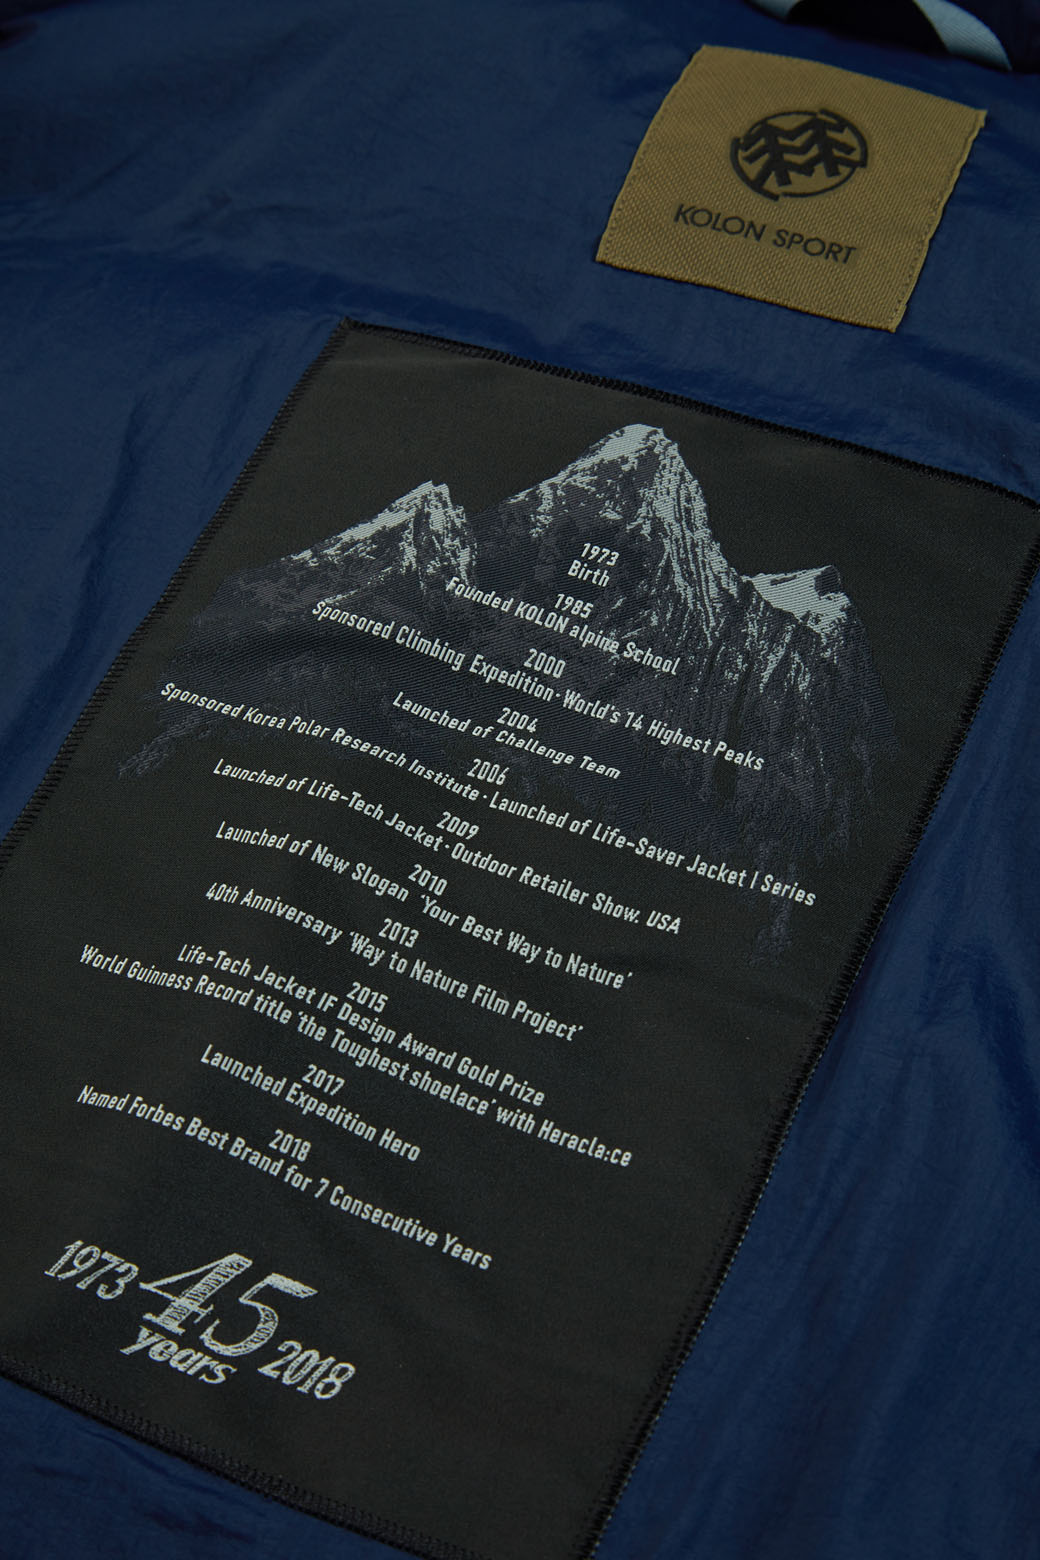 KOLON SPORT
1973
Birth
1985
Founded KOLON alpine School
2000
Sponsored Climbing Expedition · World's 14 Highest Peaks
2004
Launched of Challenge Team
2006
Sponsored Korea Polar Research Institute · Launched of Life-Saver Jacket I Series
2009
Launched of Life-Tech Jacket · Outdoor Retailer Show. USA
2010
Launched of New Slogan 'Your Best Way to Nature'
2013
40th Anniversary 'Way to Nature Film Project'
2015
Life-Tech Jacket IF Design Award Gold Prize
World Guinness Record title 'the Toughest shoelace' with Heracla:ce
2017
Launched Expedition Hero
2018
Named Forbes Best Brand for 7 Consecutive Years
1973 45 years 2018